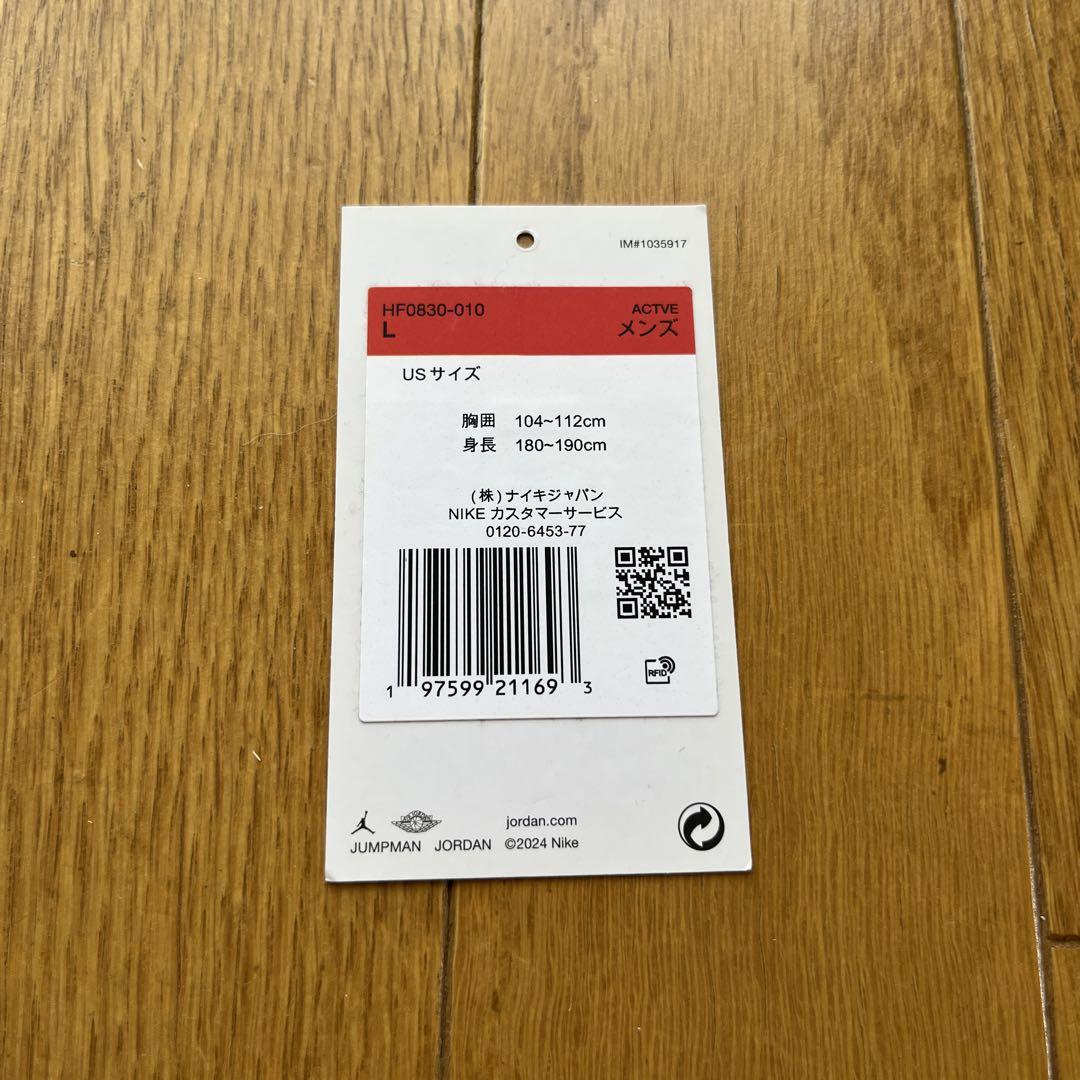 IM#1035917
HF0830-010 ACTVE
L メンズ
USサイズ
胸囲 104~112cm
身長 180~190cm
(株)ナイキジャパン
NIKE カスタマーサービス
0120-6453-77
RFID
1 97599 21169 3
jordan.com
JUMPMAN JORDAN ©2024 Nike